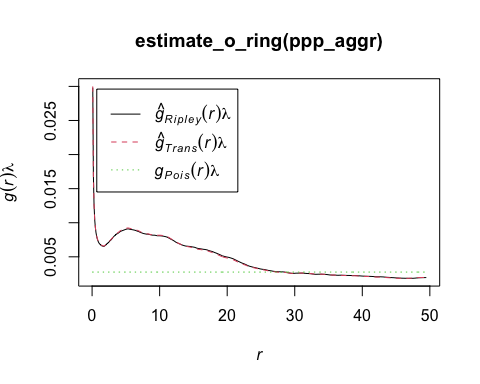 estimate_o_ring(ppp_aggr)
g(r)λ
0.005
0.015
0.025
ĝRipley(r)λ
ĝTrans(r)λ
gPois(r)λ
0 10 20 30 40 50
r